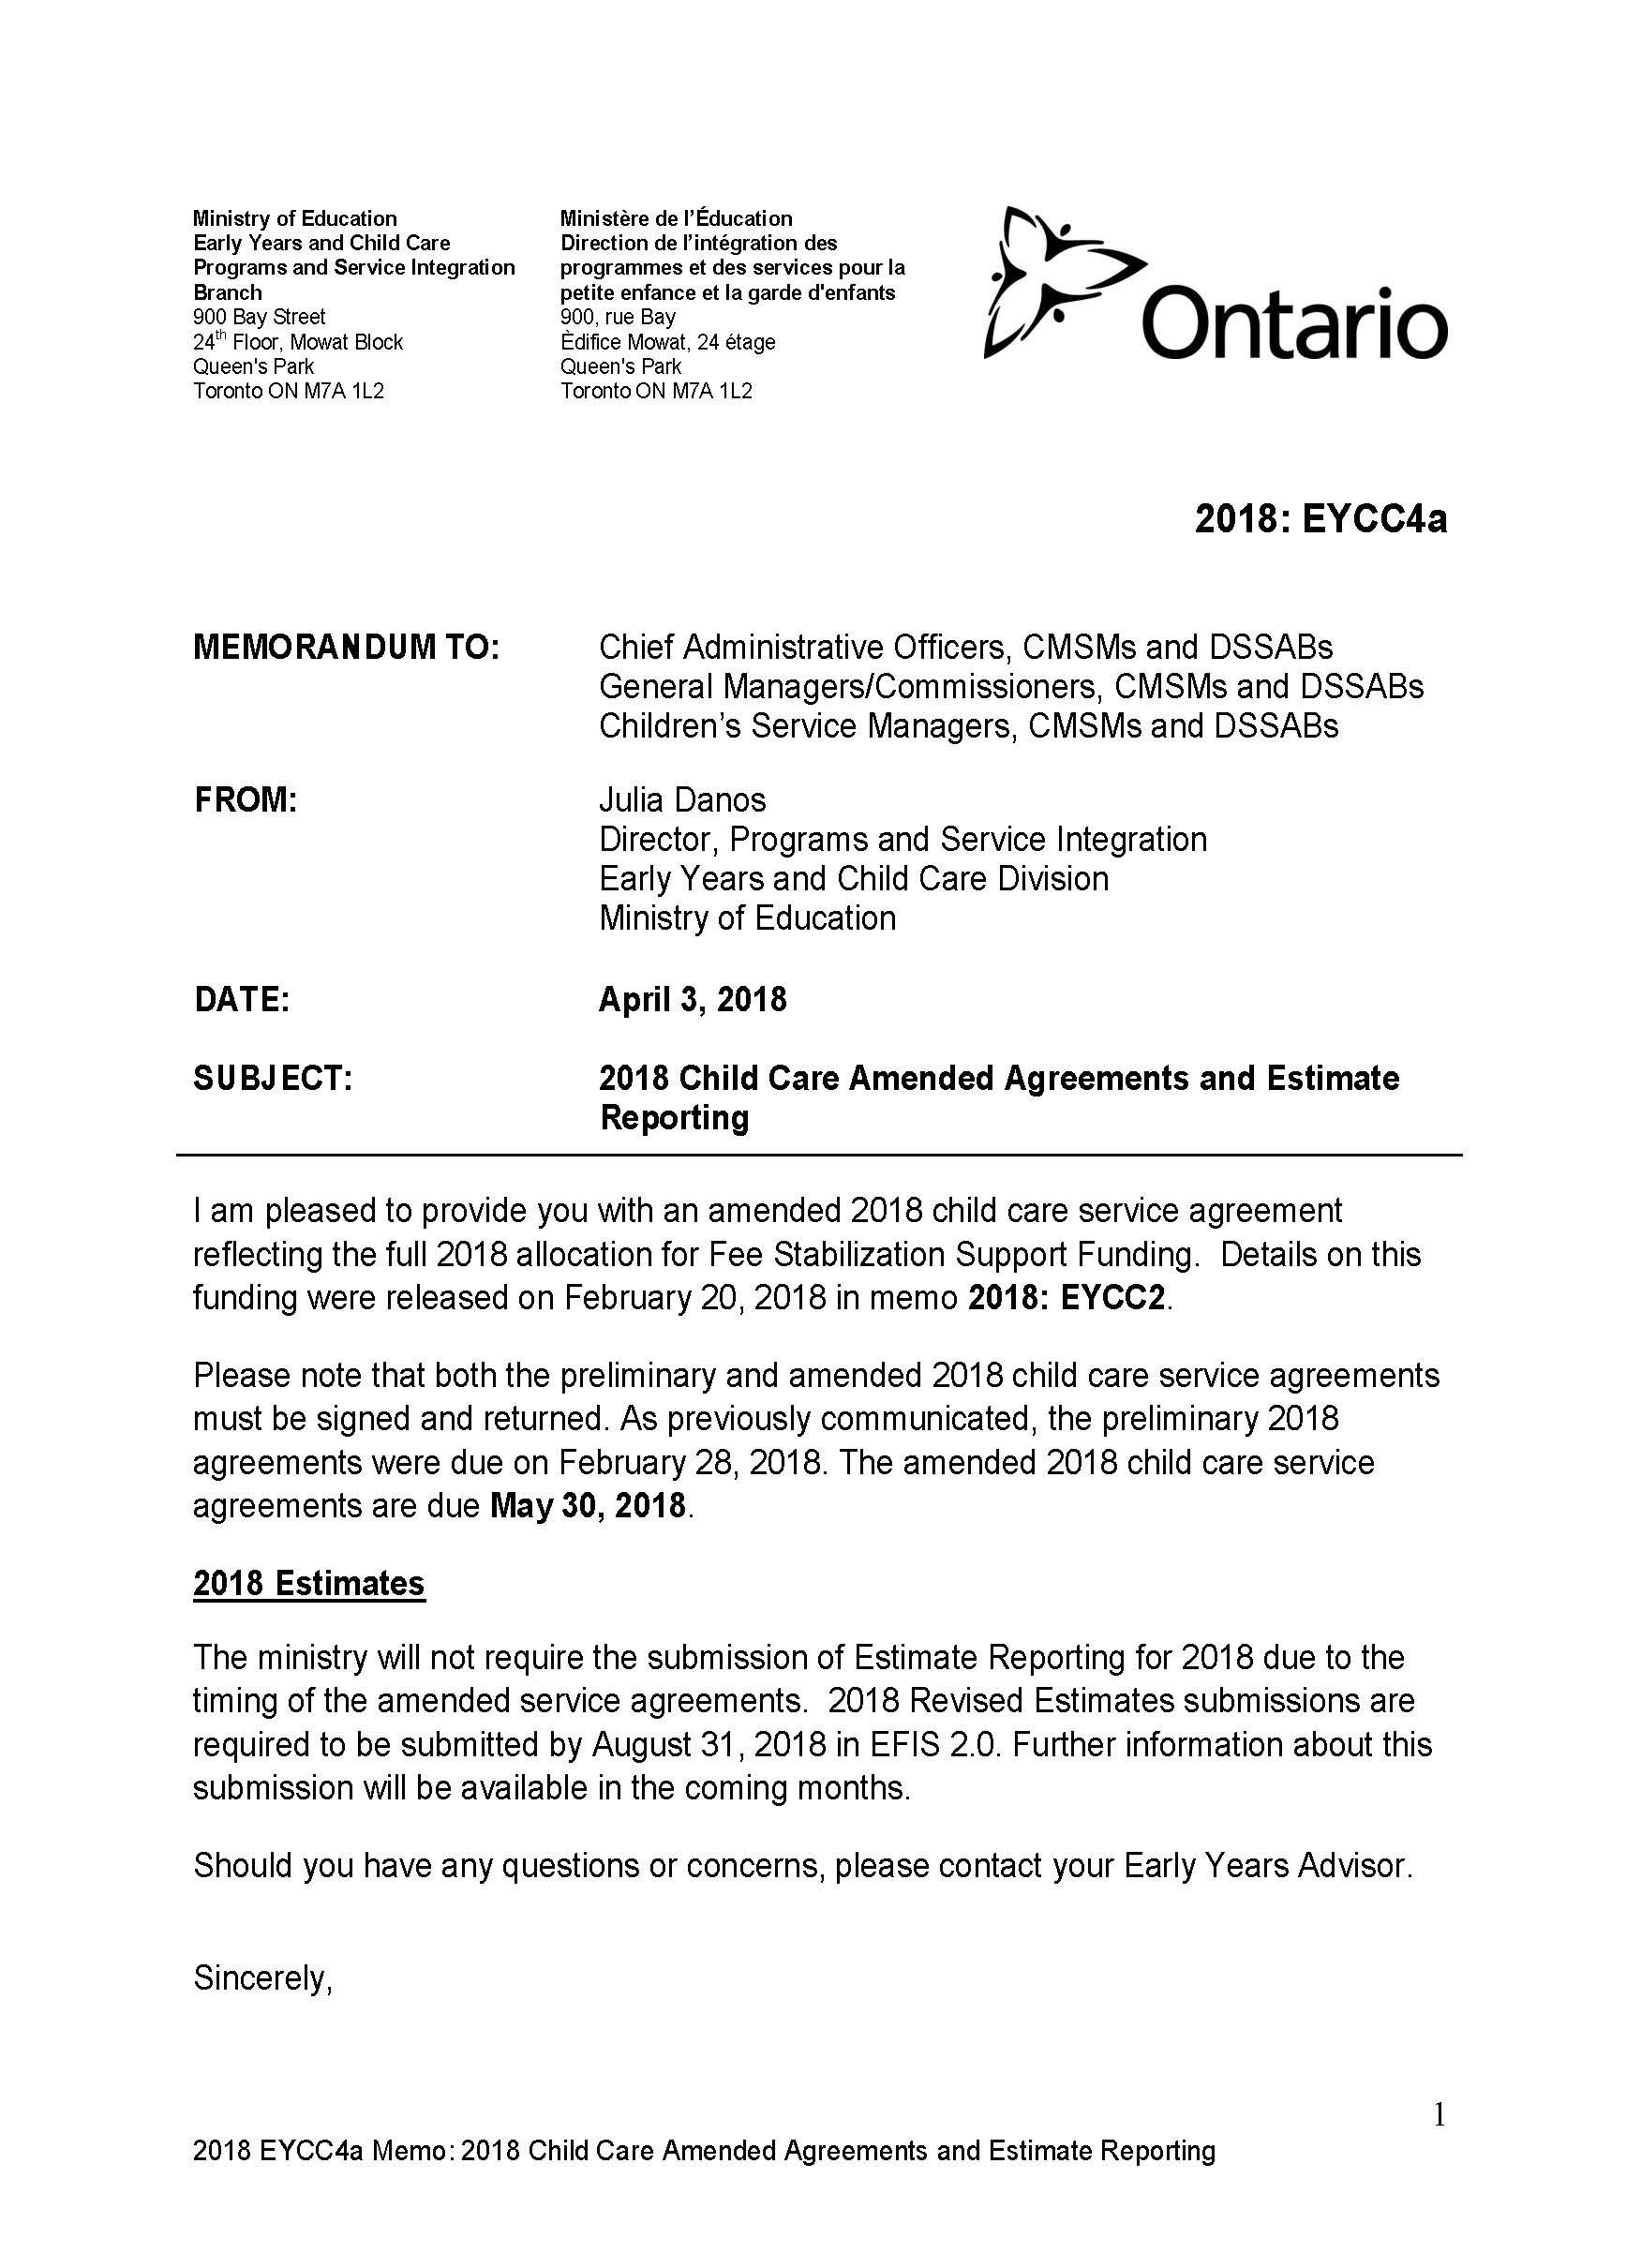 Ministry of Education
Early Years and Child Care
Programs and Service Integration
Branch
900 Bay Street
24th Floor, Mowat Block
Queen's Park
Toronto ON M7A 1L2
Ministère de l’Éducation
Direction de l’intégration des
programmes et des services pour la
petite enfance et la garde d'enfants
900, rue Bay
Èdifice Mowat, 24 étage
Queen's Park
Toronto ON M7A 1L2
Ontario
2018: EYCC4a
MEMORANDUM TO: Chief Administrative Officers, CMSMs and DSSABs
General Managers/Commissioners, CMSMs and DSSABs
Children’s Service Managers, CMSMs and DSSABs
FROM: Julia Danos
Director, Programs and Service Integration
Early Years and Child Care Division
Ministry of Education
DATE: April 3, 2018
SUBJECT: 2018 Child Care Amended Agreements and Estimate
Reporting
I am pleased to provide you with an amended 2018 child care service agreement
reflecting the full 2018 allocation for Fee Stabilization Support Funding. Details on this
funding were released on February 20, 2018 in memo 2018: EYCC2.
Please note that both the preliminary and amended 2018 child care service agreements
must be signed and returned. As previously communicated, the preliminary 2018
agreements were due on February 28, 2018. The amended 2018 child care service
agreements are due May 30, 2018.
2018 Estimates
The ministry will not require the submission of Estimate Reporting for 2018 due to the
timing of the amended service agreements. 2018 Revised Estimates submissions are
required to be submitted by August 31, 2018 in EFIS 2.0. Further information about this
submission will be available in the coming months.
Should you have any questions or concerns, please contact your Early Years Advisor.
Sincerely,
1
2018 EYCC4a Memo: 2018 Child Care Amended Agreements and Estimate Reporting